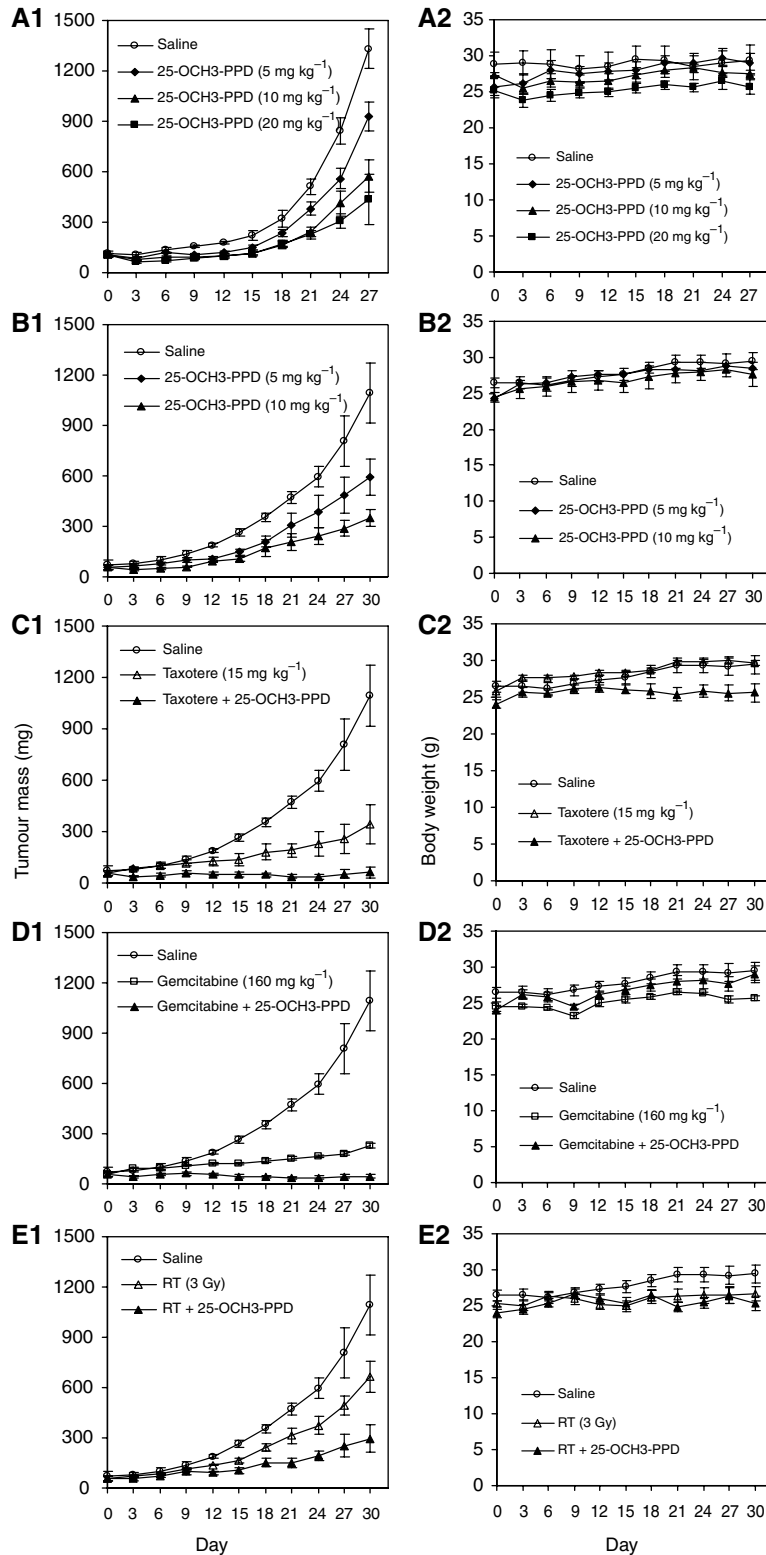 A1
1500
1200
900
600
300
0
Saline
25-OCH3-PPD (5 mg kg⁻¹)
25-OCH3-PPD (10 mg kg⁻¹)
25-OCH3-PPD (20 mg kg⁻¹)
0 3 6 9 12 15 18 21 24 27
A2
35
30
25
20
15
10
5
0
Saline
25-OCH3-PPD (5 mg kg⁻¹)
25-OCH3-PPD (10 mg kg⁻¹)
25-OCH3-PPD (20 mg kg⁻¹)
0 3 6 9 12 15 18 21 24 27
B1
1500
1200
900
600
300
0
Saline
25-OCH3-PPD (5 mg kg⁻¹)
25-OCH3-PPD (10 mg kg⁻¹)
0 3 6 9 12 15 18 21 24 27 30
B2
35
30
25
20
15
10
5
0
Saline
25-OCH3-PPD (5 mg kg⁻¹)
25-OCH3-PPD (10 mg kg⁻¹)
0 3 6 9 12 15 18 21 24 27 30
C1
Tumour mass (mg)
1500
1200
900
600
300
0
Saline
Taxotere (15 mg kg⁻¹)
Taxotere + 25-OCH3-PPD
0 3 6 9 12 15 18 21 24 27 30
C2
Body weight (g)
35
30
25
20
15
10
5
0
Saline
Taxotere (15 mg kg⁻¹)
Taxotere + 25-OCH3-PPD
0 3 6 9 12 15 18 21 24 27 30
D1
1500
1200
900
600
300
0
Saline
Gemcitabine (160 mg kg⁻¹)
Gemcitabine + 25-OCH3-PPD
0 3 6 9 12 15 18 21 24 27 30
D2
35
30
25
20
15
10
5
0
Saline
Gemcitabine (160 mg kg⁻¹)
Gemcitabine + 25-OCH3-PPD
0 3 6 9 12 15 18 21 24 27 30
E1
1500
1200
900
600
300
0
Saline
RT (3 Gy)
RT + 25-OCH3-PPD
0 3 6 9 12 15 18 21 24 27 30
Day
E2
35
30
25
20
15
10
5
0
Saline
RT (3 Gy)
RT + 25-OCH3-PPD
0 3 6 9 12 15 18 21 24 27 30
Day